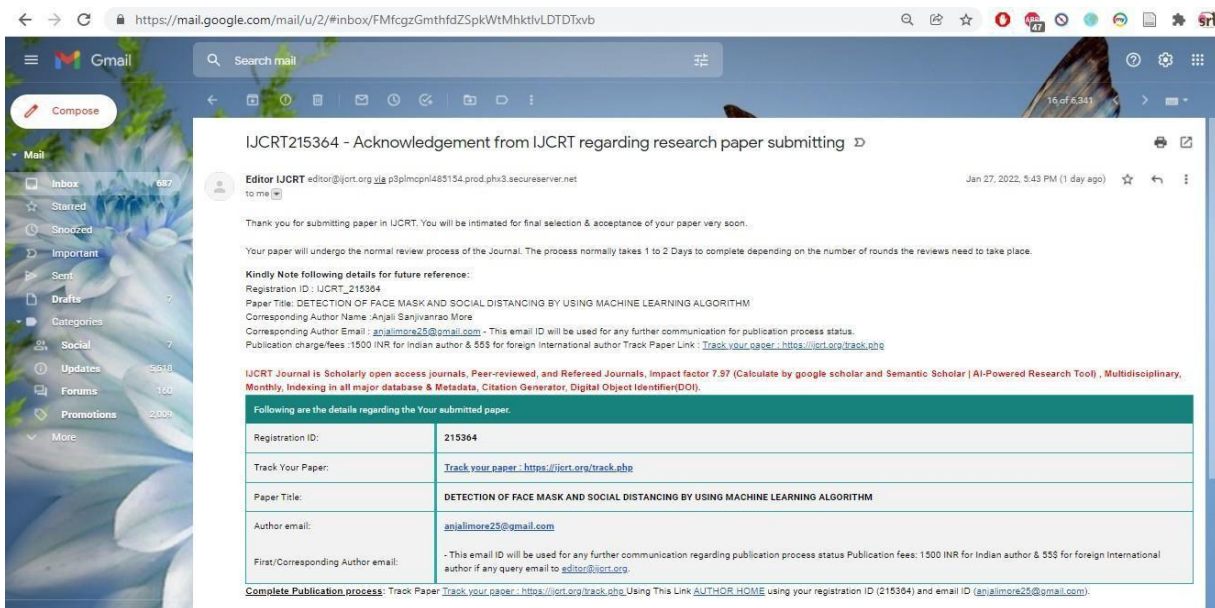 https://mail.google.com/mail/u/2/#inbox/FMfcgzGmthfdZSpkWtMhktlvLDTDTxvb
47
Gmail
Search mail
Compose
16 of 6,341
Mail
Inbox 687
Starred
Snoozed
Important
Sent
Drafts 7
Categories
Social 7
Updates 5,618
Forums 160
Promotions 2,009
More
IJCRT215364 - Acknowledgement from IJCRT regarding research paper submitting
Editor IJCRT editor@ijcrt.org via p3plmcpnl485154.prod.phx3.secureserver.net Jan 27, 2022, 5:43 PM (1 day ago)
to me
Thank you for submitting paper in IJCRT. You will be intimated for final selection & acceptance of your paper very soon.
Your paper will undergo the normal review process of the Journal. The process normally takes 1 to 2 Days to complete depending on the number of rounds the reviews need to take place.
Kindly Note following details for future reference:
Registration ID : IJCRT_215364
Paper Title: DETECTION OF FACE MASK AND SOCIAL DISTANCING BY USING MACHINE LEARNING ALGORITHM
Corresponding Author Name :Anjali Sanjivanrao More
Corresponding Author Email : anjalimore25@gmail.com - This email ID will be used for any further communication for publication process status.
Publication charge/fees :1500 INR for Indian author & 55$ for foreign International author Track Paper Link : Track your paper : https://ijcrt.org/track.php
IJCRT Journal is Scholarly open access journals, Peer-reviewed, and Refereed Journals, Impact factor 7.97 (Calculate by google scholar and Semantic Scholar | AI-Powered Research Tool) , Multidisciplinary,
Monthly, Indexing in all major database & Metadata, Citation Generator, Digital Object Identifier(DOI).
Following are the details regarding the Your submitted paper.
Registration ID: 215364
Track Your Paper: Track your paper : https://ijcrt.org/track.php
Paper Title: DETECTION OF FACE MASK AND SOCIAL DISTANCING BY USING MACHINE LEARNING ALGORITHM
Author email: anjalimore25@gmail.com
First/Corresponding Author email: - This email ID will be used for any further communication regarding publication process status Publication fees: 1500 INR for Indian author & 55$ for foreign International
author if any query email to editor@ijcrt.org.
Complete Publication process: Track Paper Track your paper : https://ijcrt.org/track.php Using This Link AUTHOR HOME using your registration ID (215364) and email ID (anjalimore25@gmail.com).